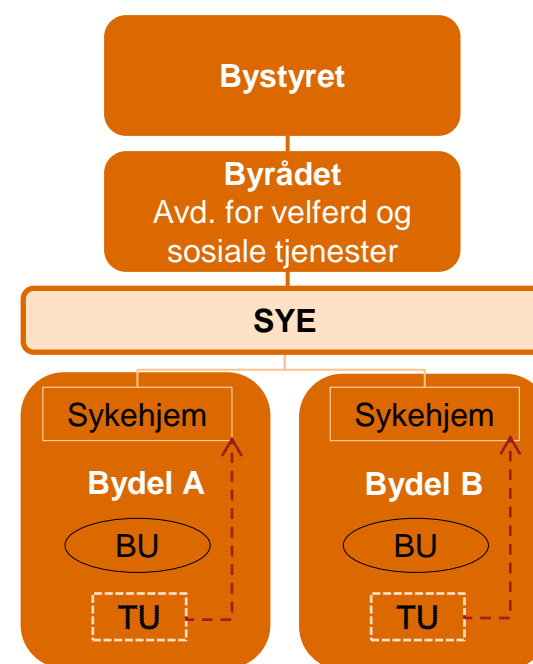 Bystyret
Byrådet
Avd. for velferd og
sosiale tjenester
SYE
Sykehjem
Bydel A
BU
TU
Sykehjem
Bydel B
BU
TU